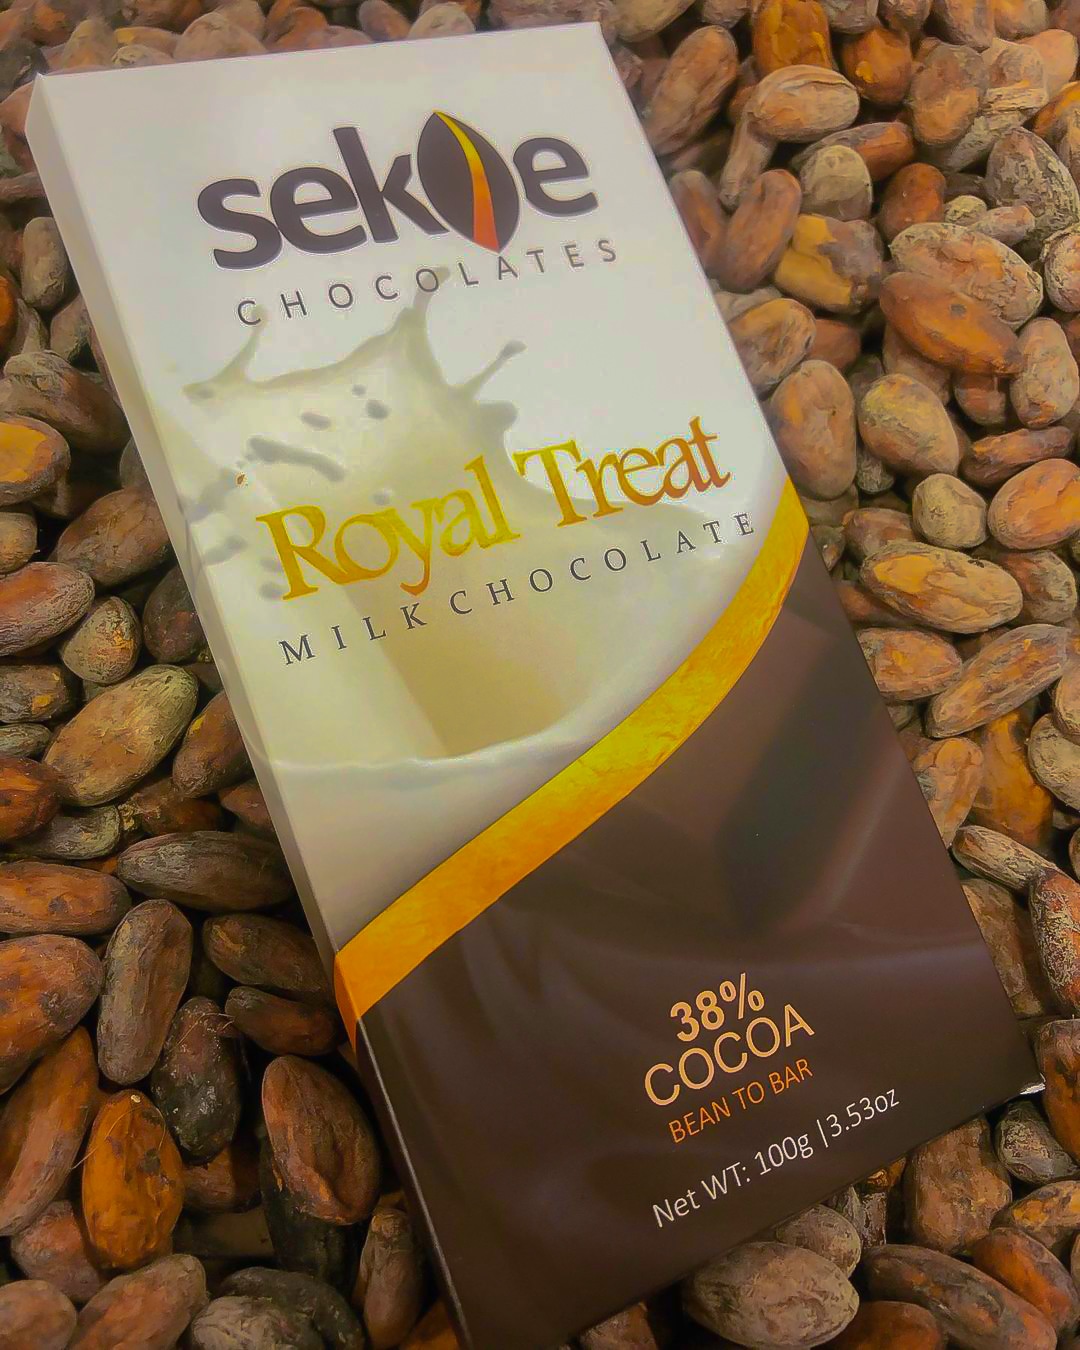 sekoe
CHOCOLATES
Royal Treat
MILK CHOCOLATE
38%
COCOA
BEAN TO BAR
Net WT: 100g | 3.53oz